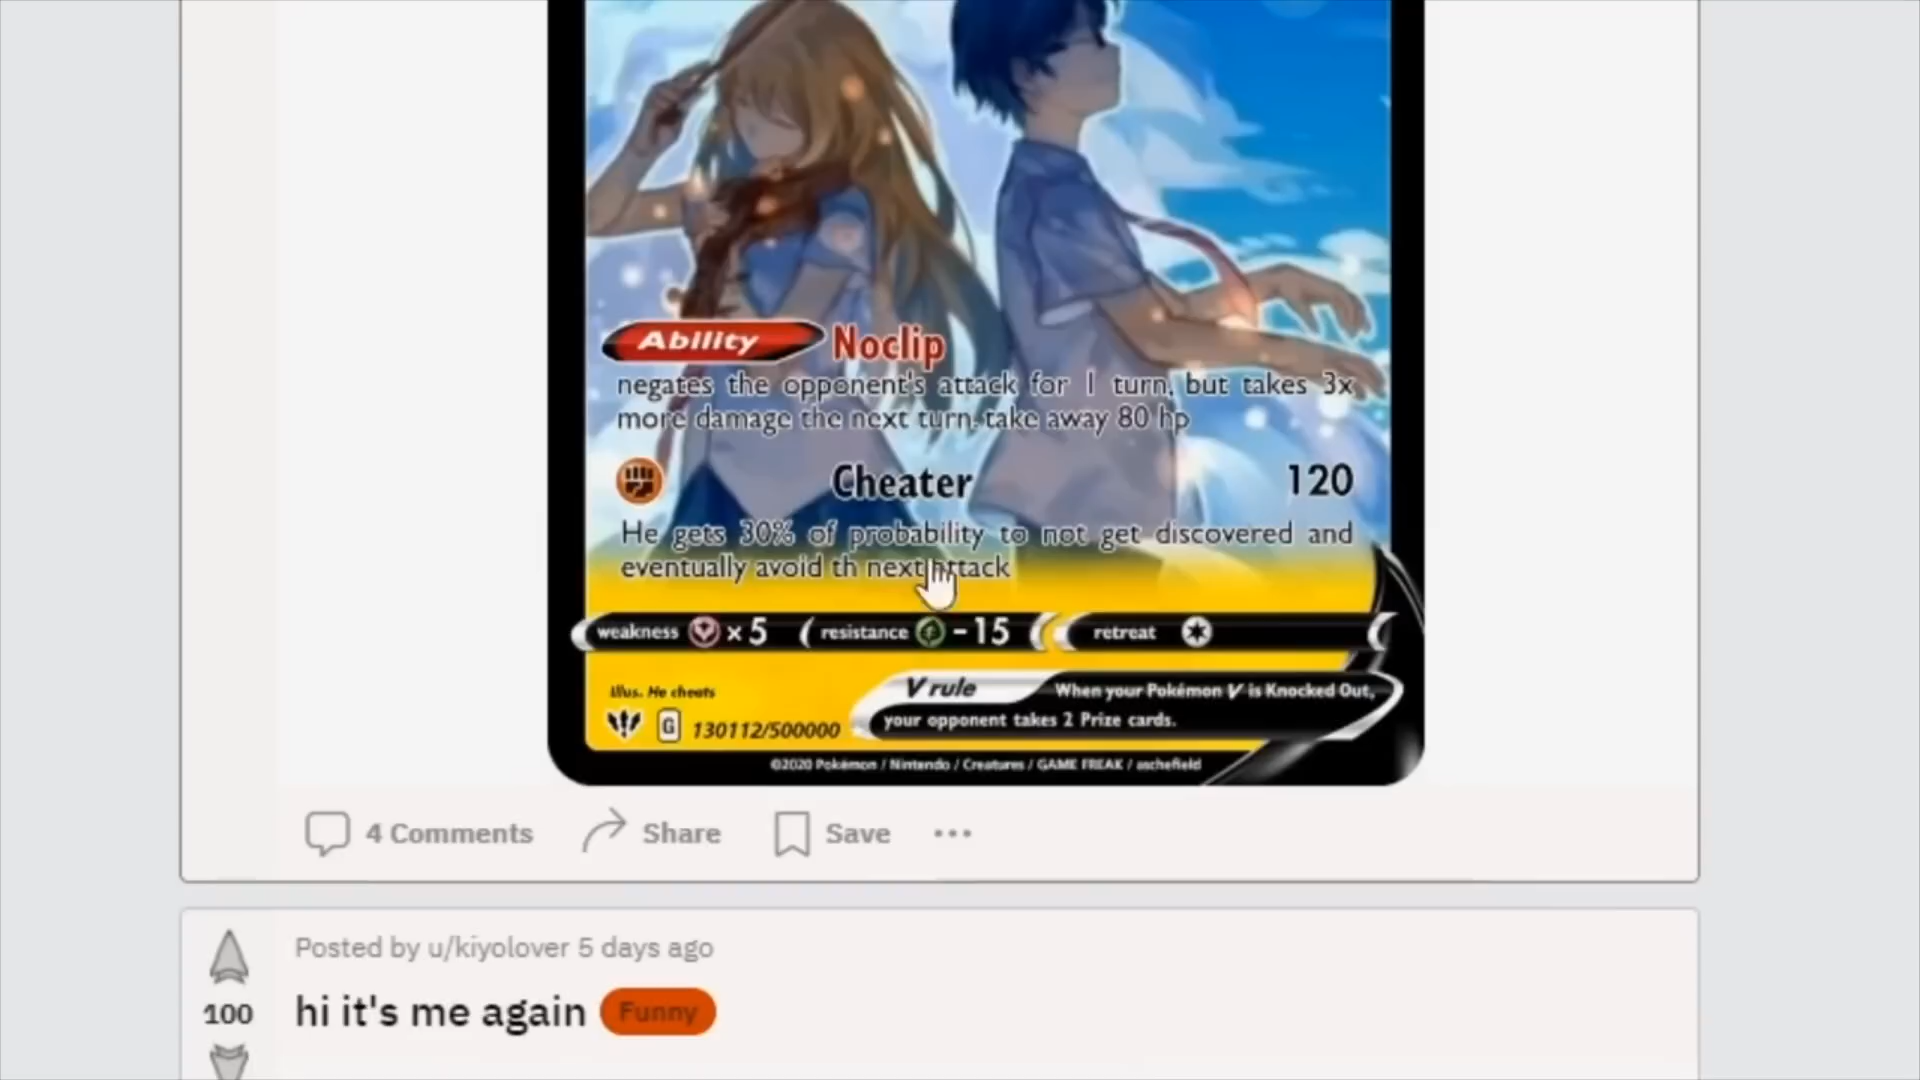 Ability Noclip
negates the opponent's attack for 1 turn, but takes 3x
more damage the next turn. take away 80 hp
Cheater 120
He gets 30% of probability to not get discovered and
eventually avoid th next attack
weakness ×5 resistance -15 retreat
Illus. He cheats
V rule When your Pokémon V is Knocked Out,
your opponent takes 2 Prize cards.
G 130112/500000
©2020 Pokémon / Nintendo / Creatures / GAME FREAK / aschefield
4 Comments Share Save
Posted by u/kiyolover 5 days ago
100 hi it's me again Funny